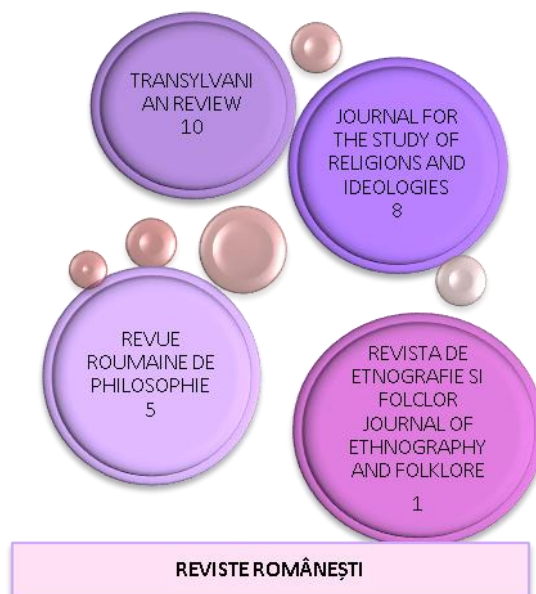 TRANSYLVANI
AN REVIEW
10
JOURNAL FOR
THE STUDY OF
RELIGIONS AND
IDEOLOGIES
8
REVUE
ROUMAINE DE
PHILOSOPHIE
5
REVISTA DE
ETNOGRAFIE SI
FOLCLOR
JOURNAL OF
ETHNOGRAPHY
AND FOLKLORE
1
REVISTE ROMÂNEȘTI